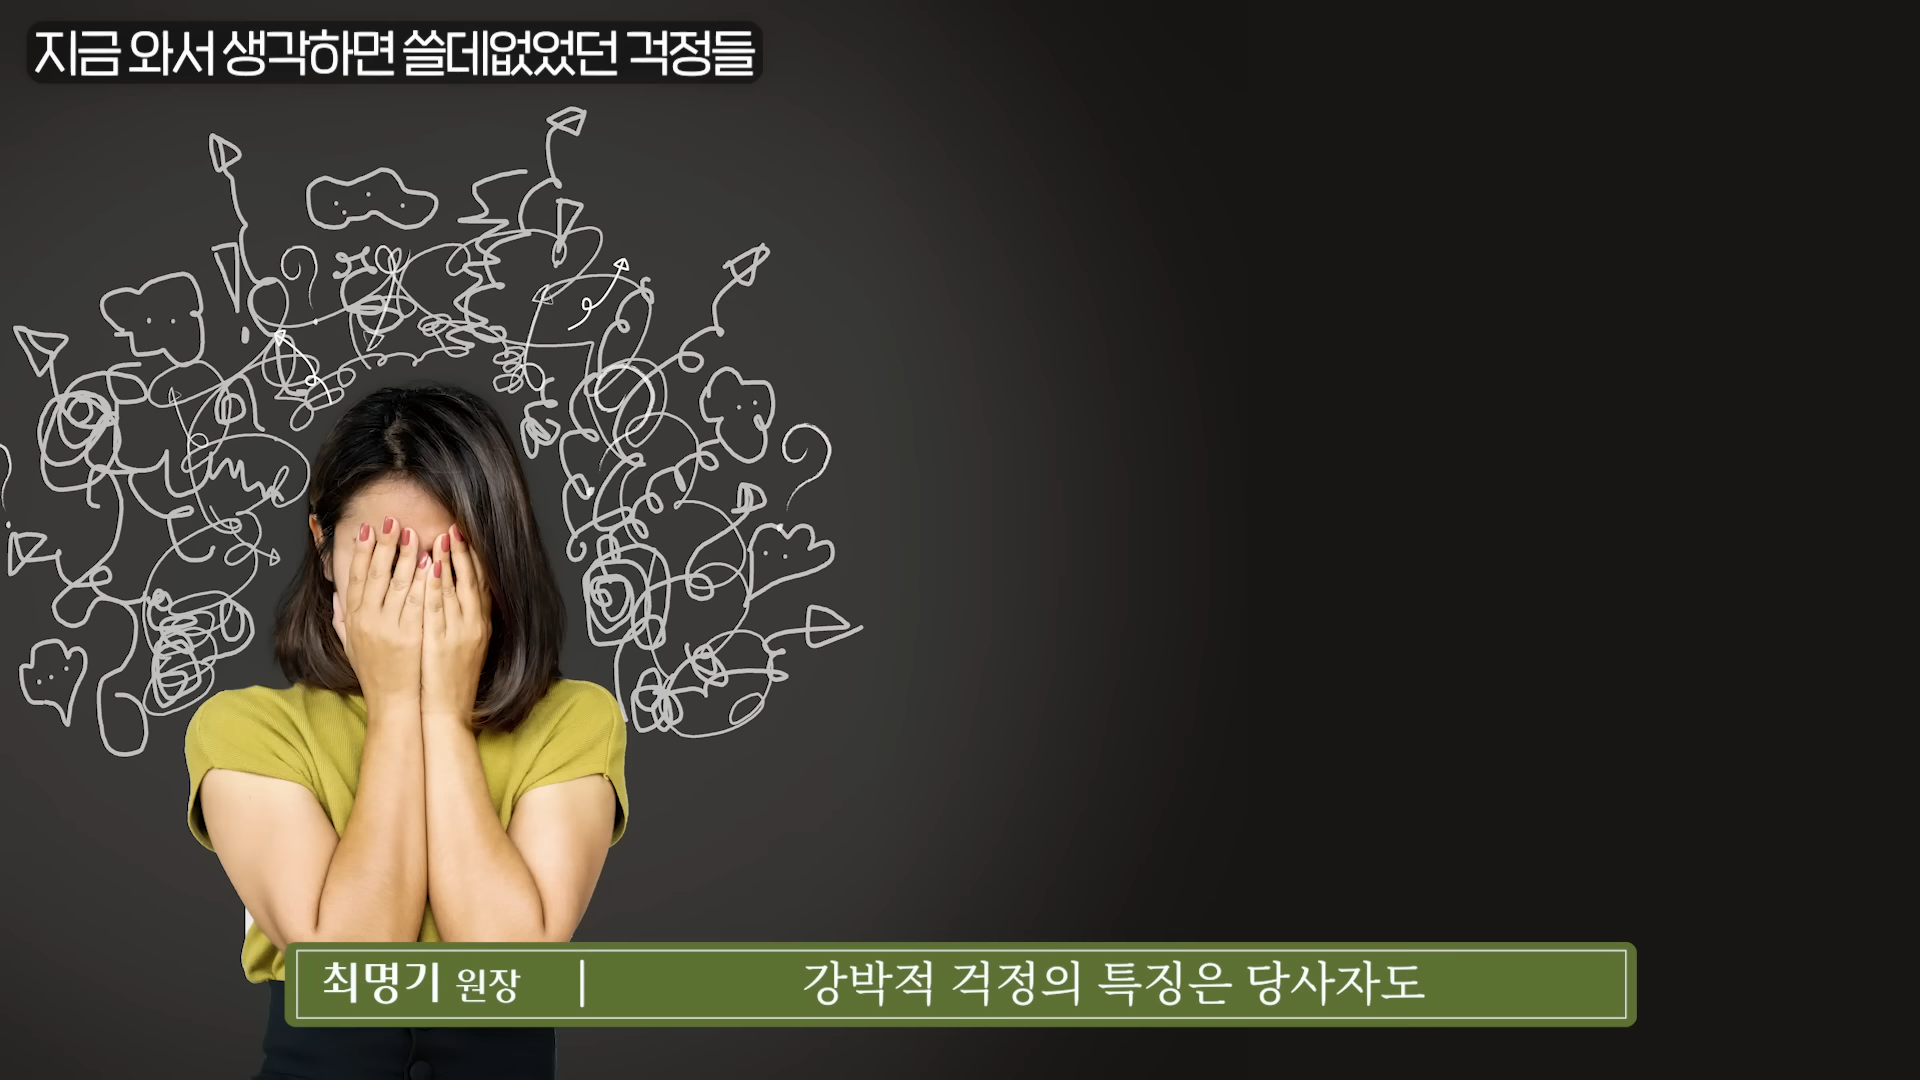 지금 와서 생각하면 쓸데없었던 걱정들
최명기 원장 | 강박적 걱정의 특징은 당사자도